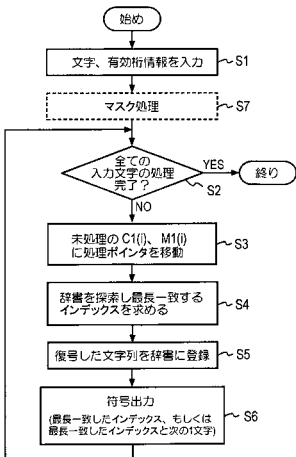 始め
文字、有効桁情報を入力
S1
マスク処理
S7
全ての
入力文字の処理
完了?
YES
終り
S2
NO
未処理の C1(i)、M1(i)
に処理ポインタを移動
S3
辞書を探索し最長一致する
インデックスを求める
S4
復号した文字列を辞書に登録
S5
符号出力
(最長一致したインデックス、もしくは
最長一致したインデックスと次の1文字)
S6